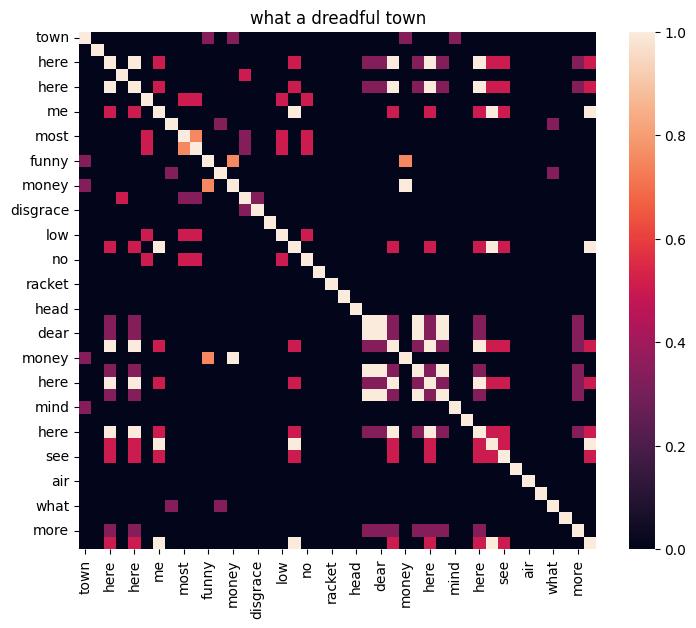 what a dreadful town
town
here
here
me
most
funny
money
disgrace
low
no
racket
head
dear
money
here
mind
here
see
air
what
more
1.0
0.8
0.6
0.4
0.2
0.0
town
here
here
me
most
funny
money
disgrace
low
no
racket
head
dear
money
here
mind
here
see
air
what
more